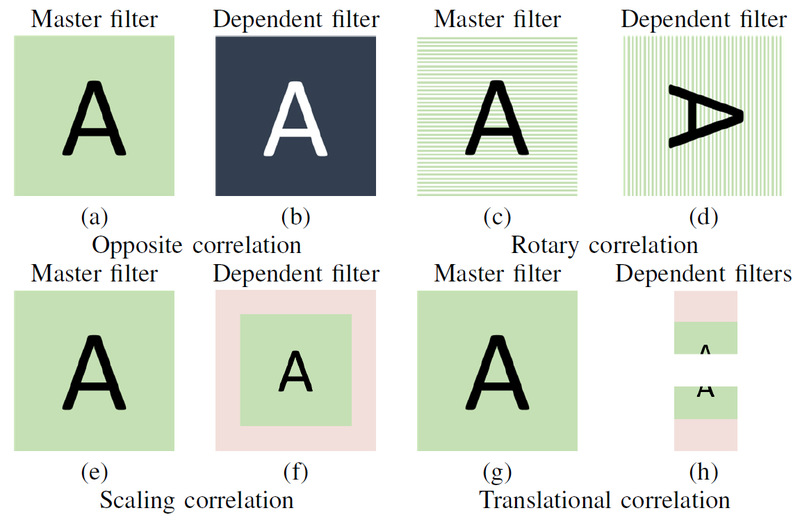 Master filter Dependent filter Master filter Dependent filter
A A A A
(a) (b) (c) (d)
Opposite correlation Rotary correlation
Master filter Dependent filter Master filter Dependent filters
A A A A
A
(e) (f) (g) (h)
Scaling correlation Translational correlation